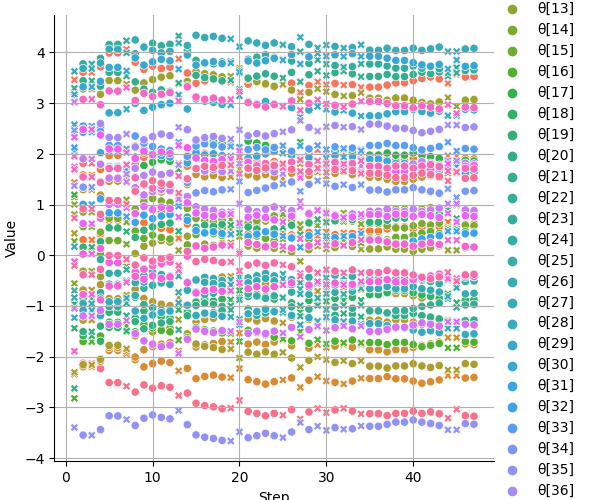 Value
4
3
2
1
0
−1
−2
−3
−4
0
10
20
30
40
Step
θ[13]
θ[14]
θ[15]
θ[16]
θ[17]
θ[18]
θ[19]
θ[20]
θ[21]
θ[22]
θ[23]
θ[24]
θ[25]
θ[26]
θ[27]
θ[28]
θ[29]
θ[30]
θ[31]
θ[32]
θ[33]
θ[34]
θ[35]
θ[36]